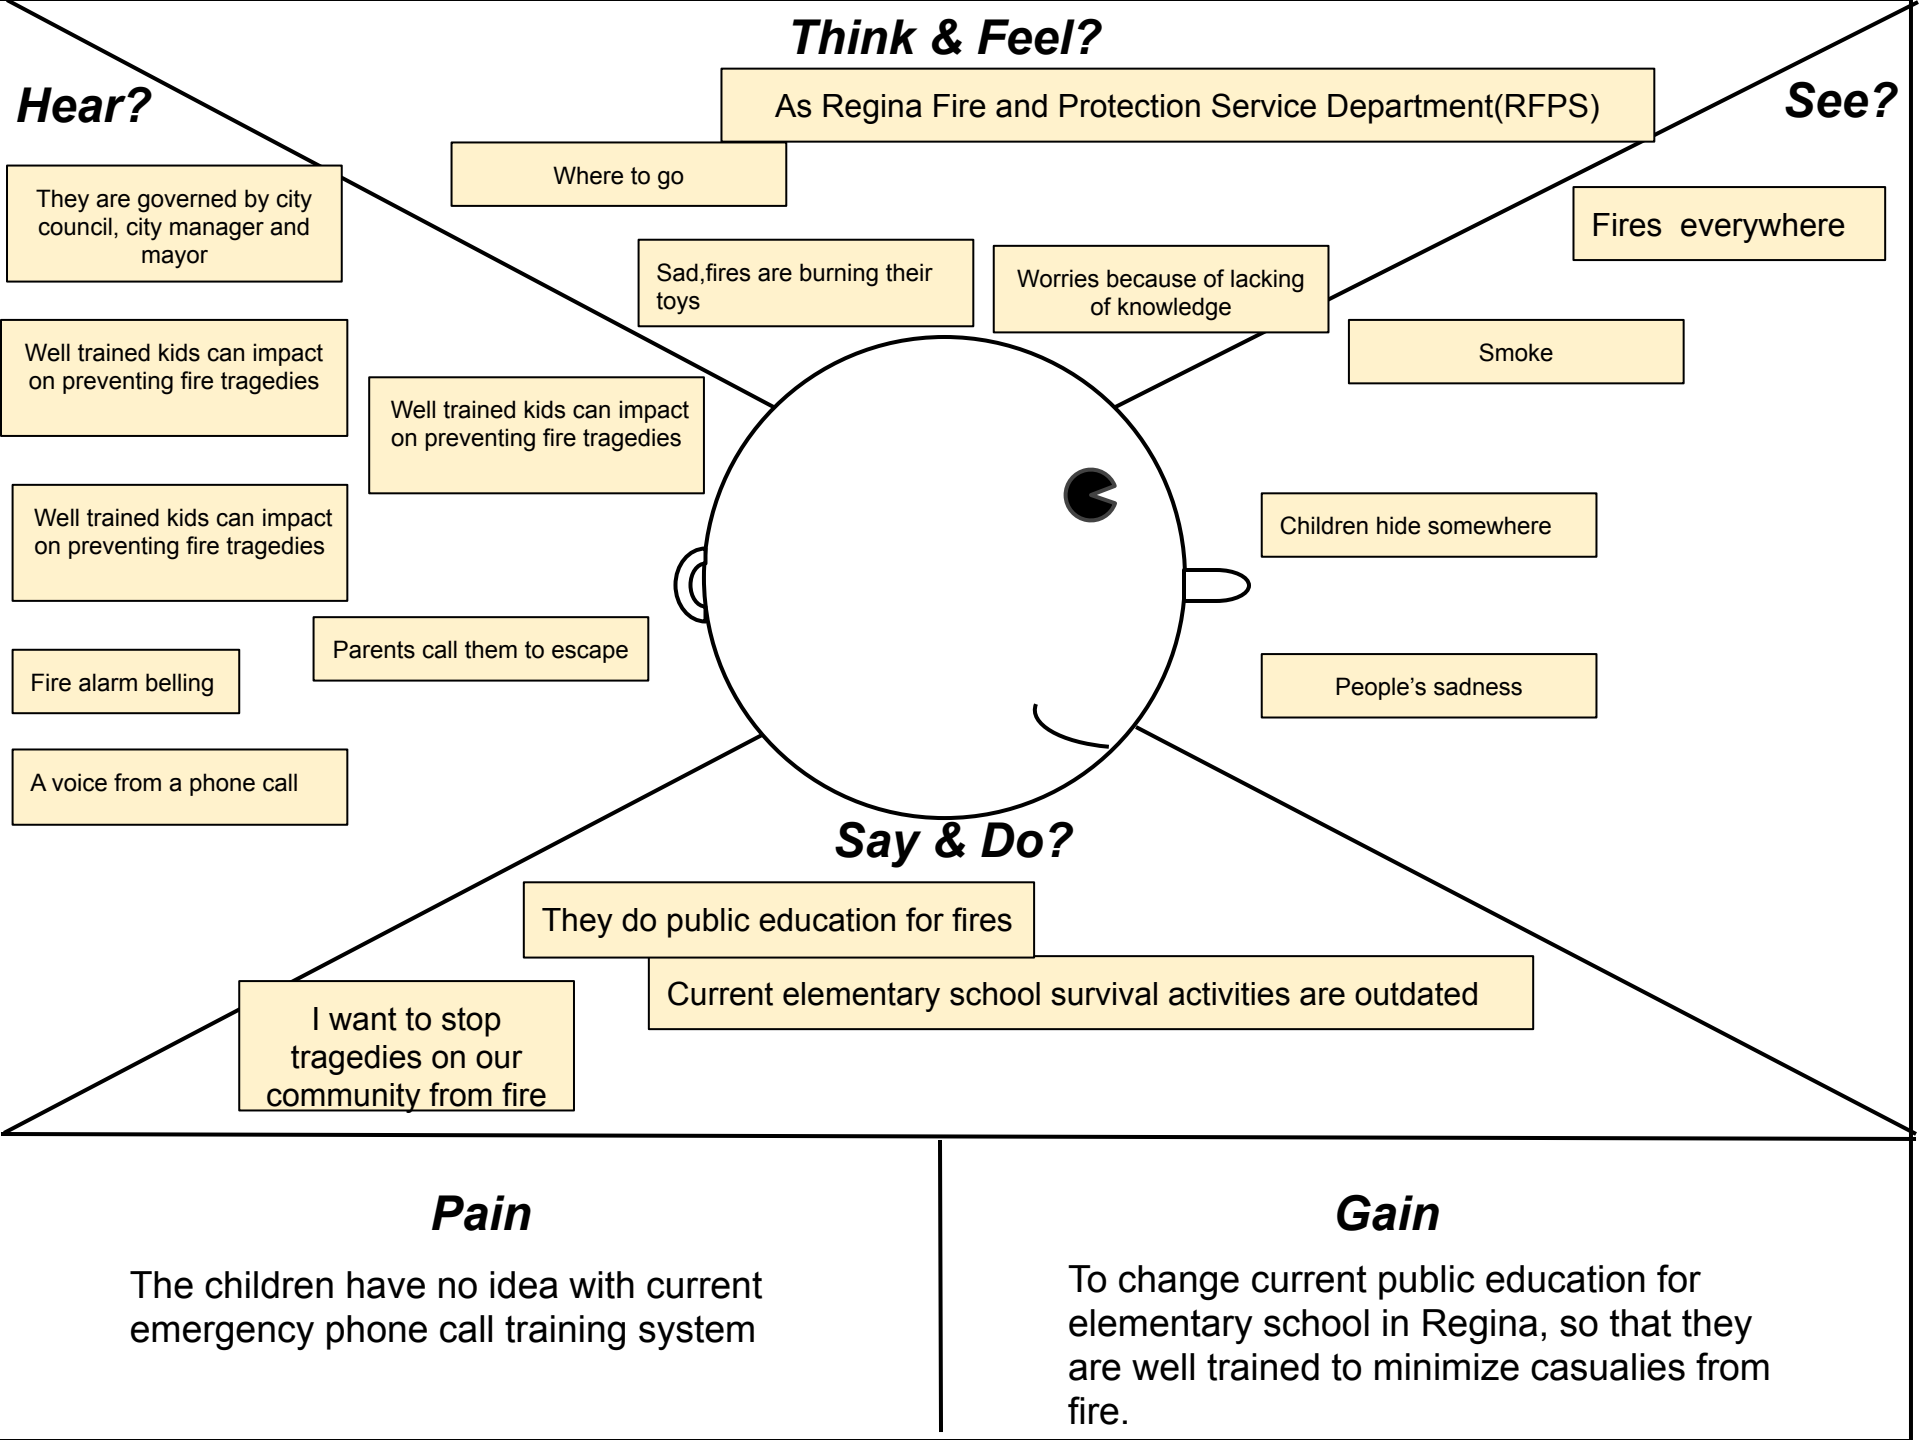 Think & Feel?
As Regina Fire and Protection Service Department(RFPS)
Where to go
Sad,fires are burning their
toys
Worries because of lacking
of knowledge
Hear?
They are governed by city
council, city manager and
mayor
Well trained kids can impact
on preventing fire tragedies
Well trained kids can impact
on preventing fire tragedies
Well trained kids can impact
on preventing fire tragedies
Parents call them to escape
Fire alarm belling
A voice from a phone call
See?
Fires everywhere
Smoke
Children hide somewhere
People’s sadness
Say & Do?
They do public education for fires
Current elementary school survival activities are outdated
I want to stop
tragedies on our
community from fire
Pain
The children have no idea with current
emergency phone call training system
Gain
To change current public education for
elementary school in Regina, so that they
are well trained to minimize casualies from
fire.